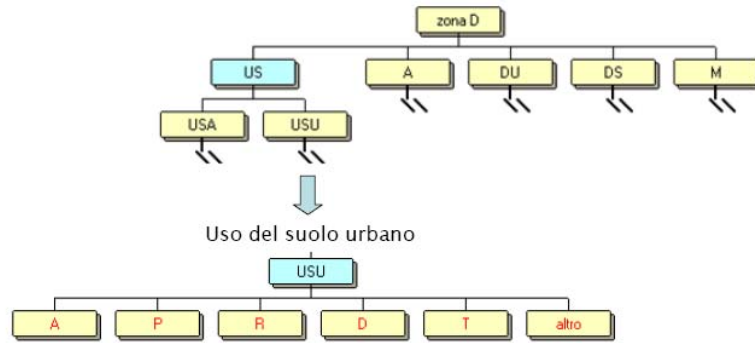 zona D
US
A
DU
DS
M
USA
USU
Uso del suolo urbano
USU
A
P
R
D
T
altro